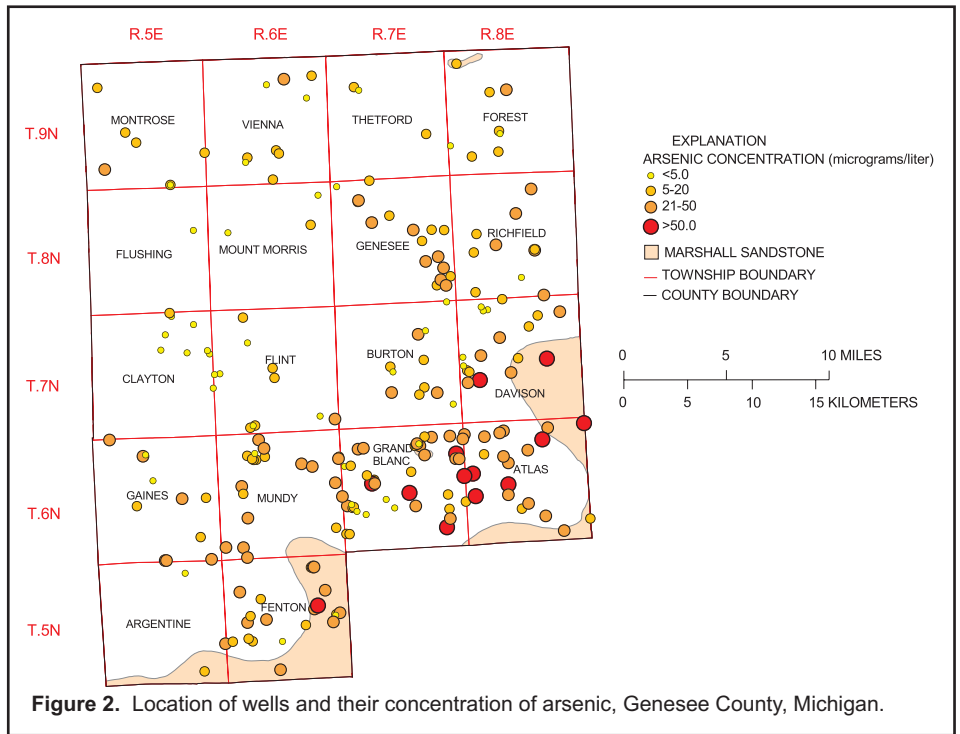 R.5E R.6E R.7E R.8E
T.9N
MONTROSE
VIENNA
THETFORD
FOREST
T.8N
FLUSHING
MOUNT MORRIS
GENESEE
RICHFIELD
T.7N
CLAYTON
FLINT
BURTON
DAVISON
T.6N
GAINES
MUNDY
GRAND
BLANC
ATLAS
T.5N
ARGENTINE
FENTON
EXPLANATION
ARSENIC CONCENTRATION (micrograms/liter)
<5.0
5-20
21-50
>50.0
MARSHALL SANDSTONE
TOWNSHIP BOUNDARY
COUNTY BOUNDARY
0 5 10 MILES
0 5 10 15 KILOMETERS
Figure 2. Location of wells and their concentration of arsenic, Genesee County, Michigan.